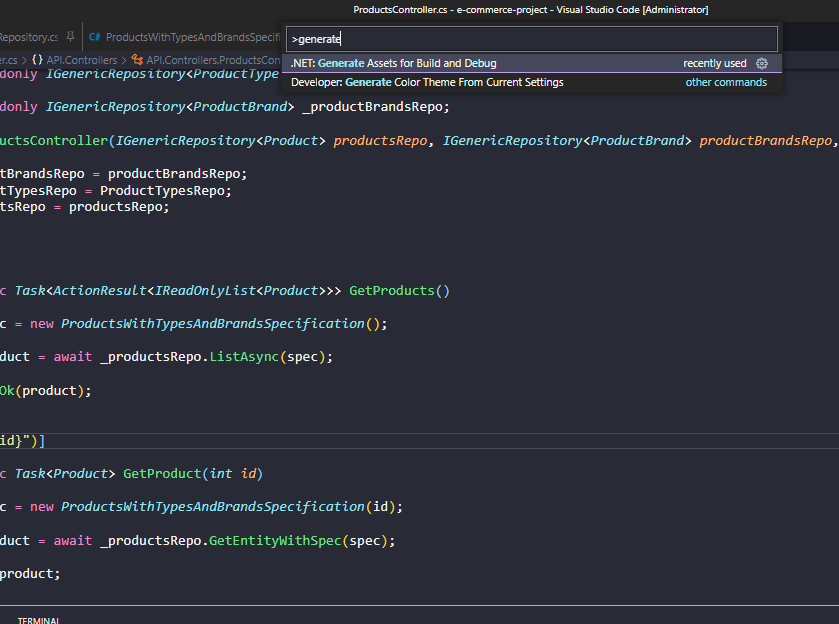 ProductsController.cs - e-commerce-project - Visual Studio Code [Administrator]
Repository.cs C# ProductsWithTypesAndBrandsSpecifi
>generate
er.cs > {} API.Controllers > API.Controllers.ProductsCon
.NET: Generate Assets for Build and Debug recently used
Developer: Generate Color Theme From Current Settings other commands
donly IGenericRepository<ProductType
donly IGenericRepository<ProductBrand> _productBrandsRepo;
uctsController(IGenericRepository<Product> productsRepo, IGenericRepository<ProductBrand> productBrandsRepo,
tBrandsRepo = productBrandsRepo;
tTypesRepo = ProductTypesRepo;
tsRepo = productsRepo;
c Task<ActionResult<IReadOnlyList<Product>>> GetProducts()
c = new ProductsWithTypesAndBrandsSpecification();
duct = await _productsRepo.ListAsync(spec);
Ok(product);
id}")]
c Task<Product> GetProduct(int id)
c = new ProductsWithTypesAndBrandsSpecification(id);
duct = await _productsRepo.GetEntityWithSpec(spec);
product;
TERMINAL